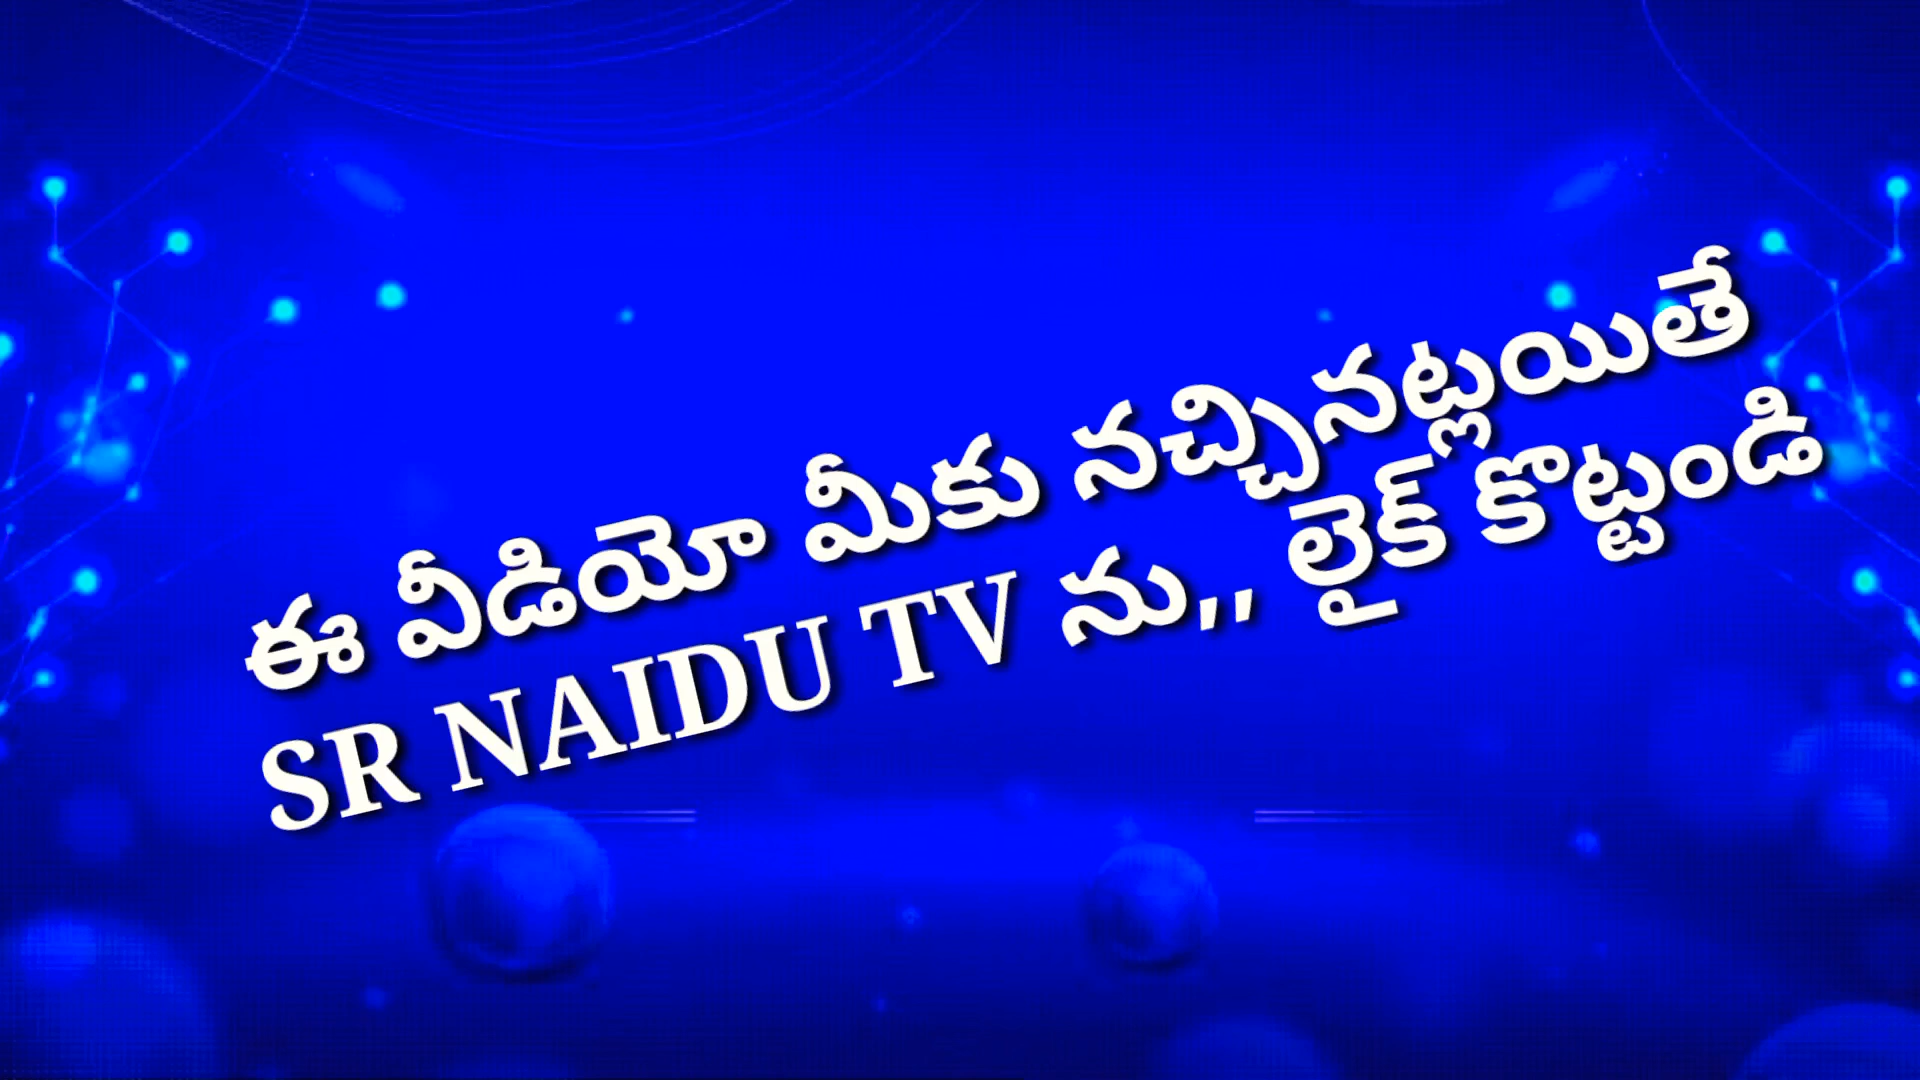 ఈ వీడియో మీకు నచ్చినట్లయితే
SR NAIDU TV ను,, లైక్ కొట్టండి